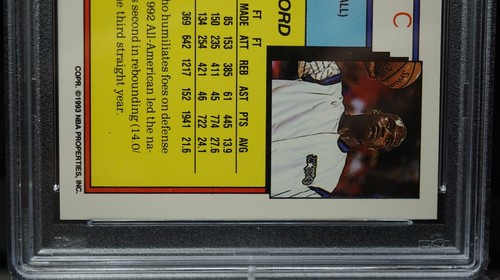 C
ALL)
ORD
FT FT
MADE ATT REB AST PTS AVG
85 153 385 61 445 13.9
150 235 411 45 774 27.6
134 254 421 46 722 24.1
369 642 1217 152 1941 21.6
ho humiliates foes on defense
992 All-American led the na-
s second in rebounding (14.0/
third straight year.
COPR. ©1993 NBA PROPERTIES, INC.
PSA